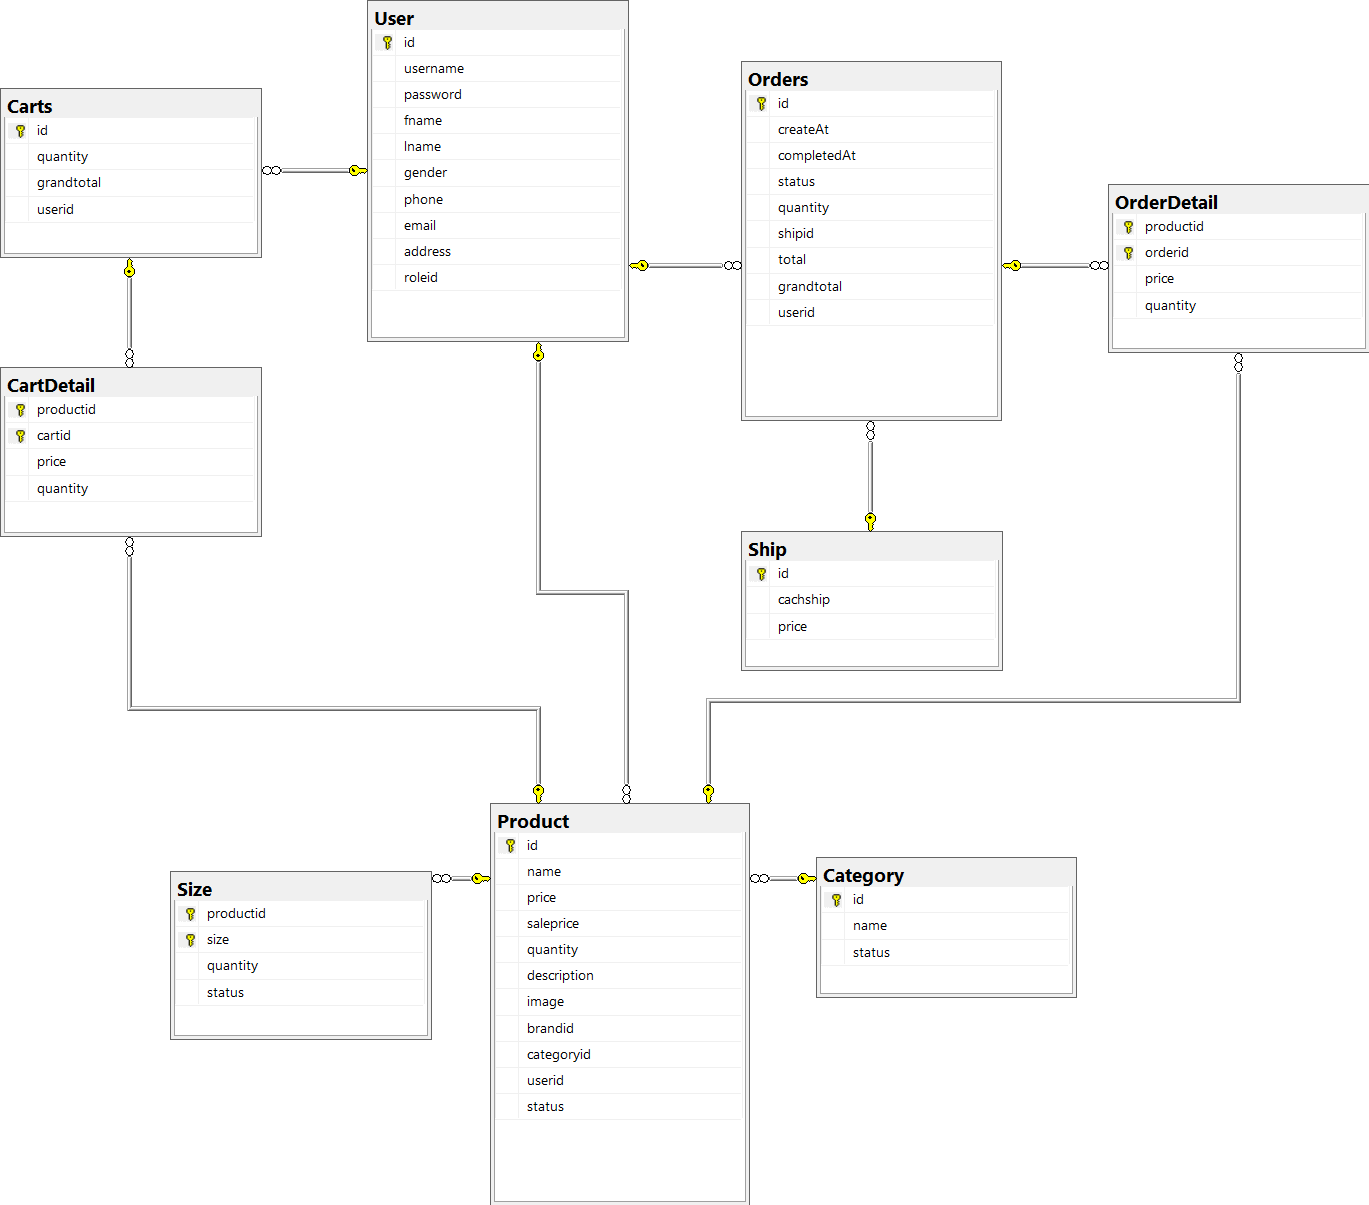 User
id
username
password
fname
lname
gender
phone
email
address
roleid
Carts
id
quantity
grandtotal
userid
Orders
id
createAt
completedAt
status
quantity
shipid
total
grandtotal
userid
OrderDetail
productid
orderid
price
quantity
CartDetail
productid
cartid
price
quantity
Ship
id
cachship
price
Product
id
name
price
saleprice
quantity
description
image
brandid
categoryid
userid
status
Size
productid
size
quantity
status
Category
id
name
status